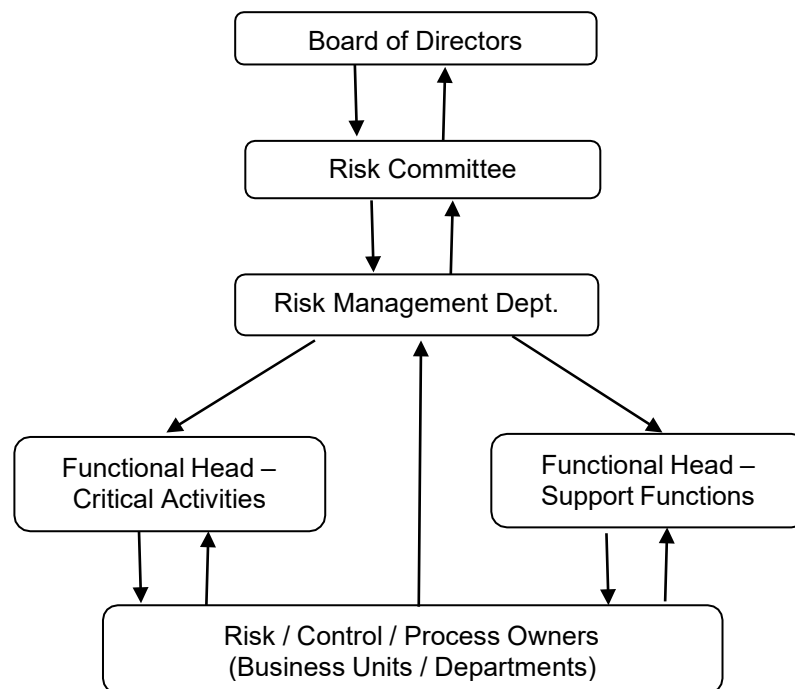 Board of Directors
Risk Committee
Risk Management Dept.
Functional Head –
Critical Activities
Functional Head –
Support Functions
Risk / Control / Process Owners
(Business Units / Departments)